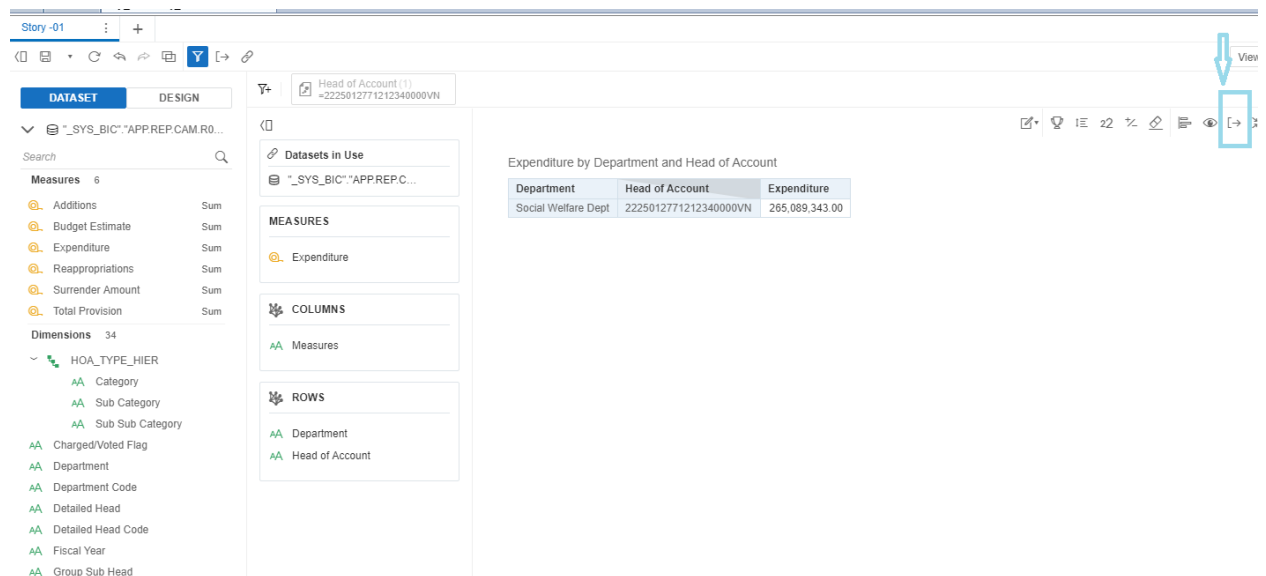 Story -01
View
DATASET DESIGN
"_SYS_BIC"."APP.REP.CAM.R0...
Search
Measures 6
Additions Sum
Budget Estimate Sum
Expenditure Sum
Reappropriations Sum
Surrender Amount Sum
Total Provision Sum
Dimensions 34
HOA_TYPE_HIER
Category
Sub Category
Sub Sub Category
Charged/Voted Flag
Department
Department Code
Detailed Head
Detailed Head Code
Fiscal Year
Group Sub Head
Head of Account (1)
=2225012771212340000VN
Datasets in Use
"_SYS_BIC"."APP.REP.C...
MEASURES
Expenditure
COLUMNS
Measures
ROWS
Department
Head of Account
Expenditure by Department and Head of Account
Department Head of Account Expenditure
Social Welfare Dept 2225012771212340000VN 265,089,343.00